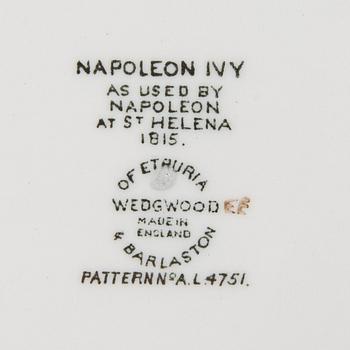 NAPOLEON IVY
AS USED BY
NAPOLEON
AT ST HELENA
1815.
OF ETRURIA
WEDGWOOD
MADE IN
ENGLAND
& BARLASTON
PATTERN No A.L.4751.